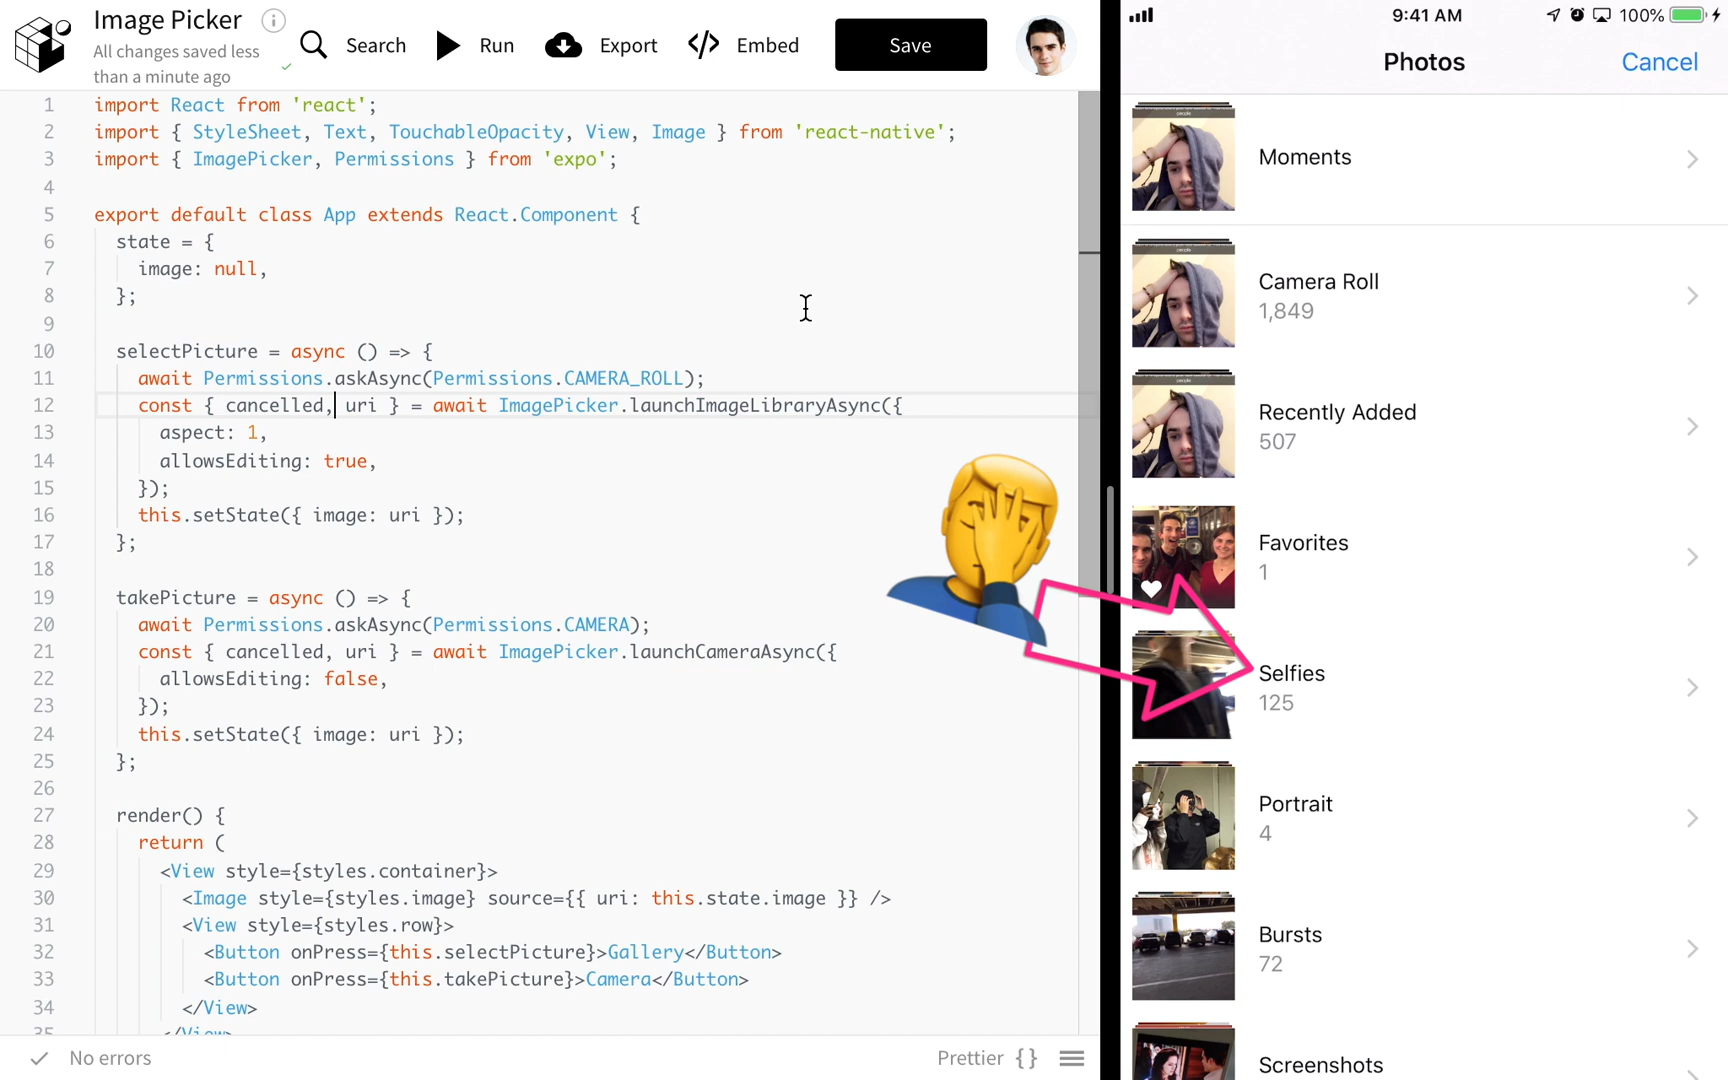 Image Picker
All changes saved less
than a minute ago
Search
Run
Export
Embed
Save
1 import React from 'react';
2 import { StyleSheet, Text, TouchableOpacity, View, Image } from 'react-native';
3 import { ImagePicker, Permissions } from 'expo';
4
5 export default class App extends React.Component {
6 state = {
7 image: null,
8 };
9
10 selectPicture = async () => {
11 await Permissions.askAsync(Permissions.CAMERA_ROLL);
12 const { cancelled, uri } = await ImagePicker.launchImageLibraryAsync({
13 aspect: 1,
14 allowsEditing: true,
15 });
16 this.setState({ image: uri });
17 };
18
19 takePicture = async () => {
20 await Permissions.askAsync(Permissions.CAMERA);
21 const { cancelled, uri } = await ImagePicker.launchCameraAsync({
22 allowsEditing: false,
23 });
24 this.setState({ image: uri });
25 };
26
27 render() {
28 return (
29 <View style={styles.container}>
30 <Image style={styles.image} source={{ uri: this.state.image }} />
31 <View style={styles.row}>
32 <Button onPress={this.selectPicture}>Gallery</Button>
33 <Button onPress={this.takePicture}>Camera</Button>
34 </View>
35 </View>
No errors
Prettier {}
9:41 AM
100%
Photos
Cancel
Moments
Camera Roll
1,849
Recently Added
507
Favorites
1
Selfies
125
Portrait
4
Bursts
72
Screenshots